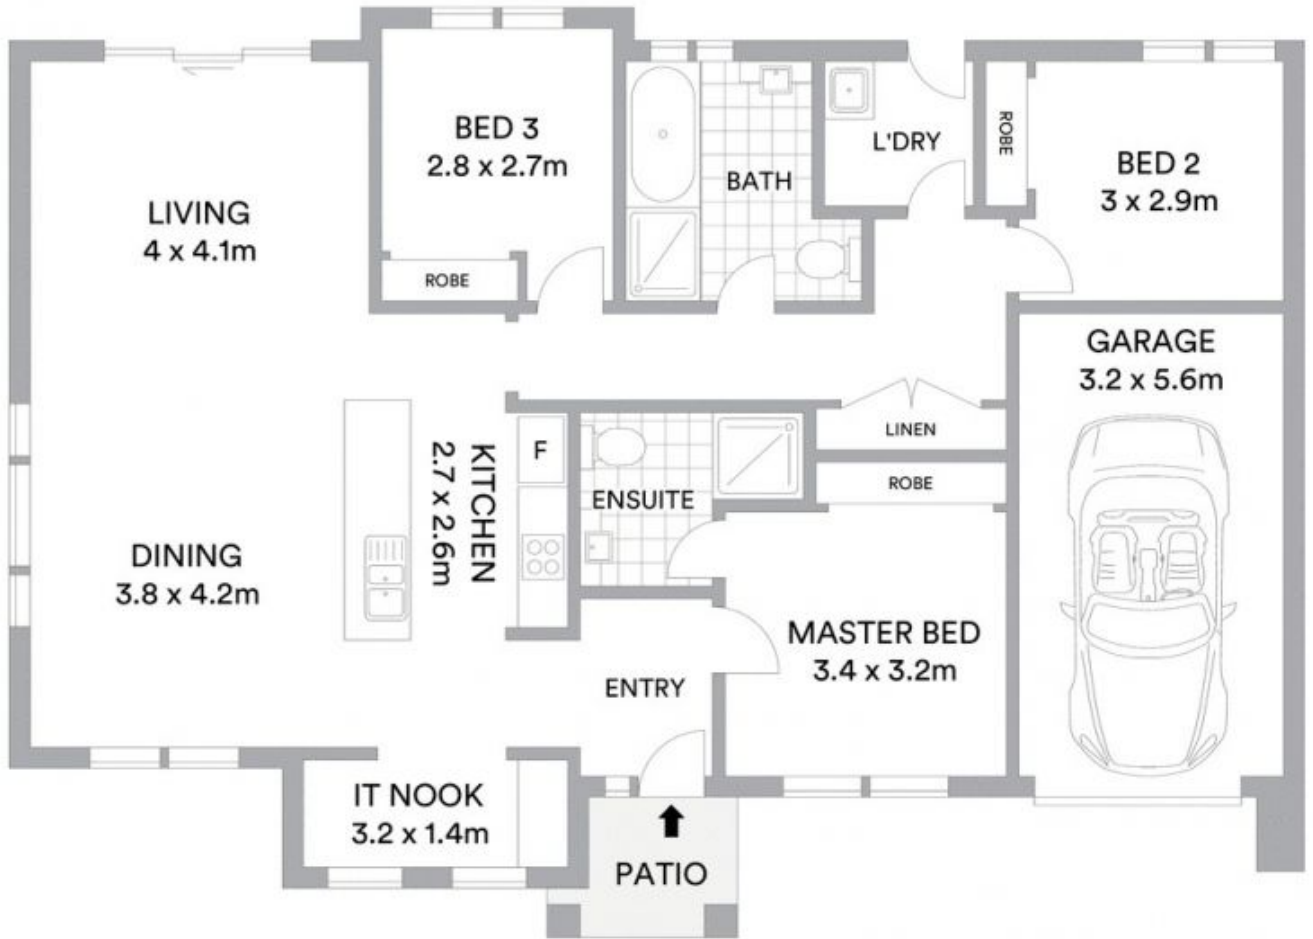 BED 3
2.8 x 2.7m
ROBE
BATH
L'DRY
ROBE
BED 2
3 x 2.9m
LIVING
4 x 4.1m
GARAGE
3.2 x 5.6m
LINEN
ROBE
F
KITCHEN
2.7 x 2.6m
ENSUITE
DINING
3.8 x 4.2m
MASTER BED
3.4 x 3.2m
ENTRY
IT NOOK
3.2 x 1.4m
PATIO